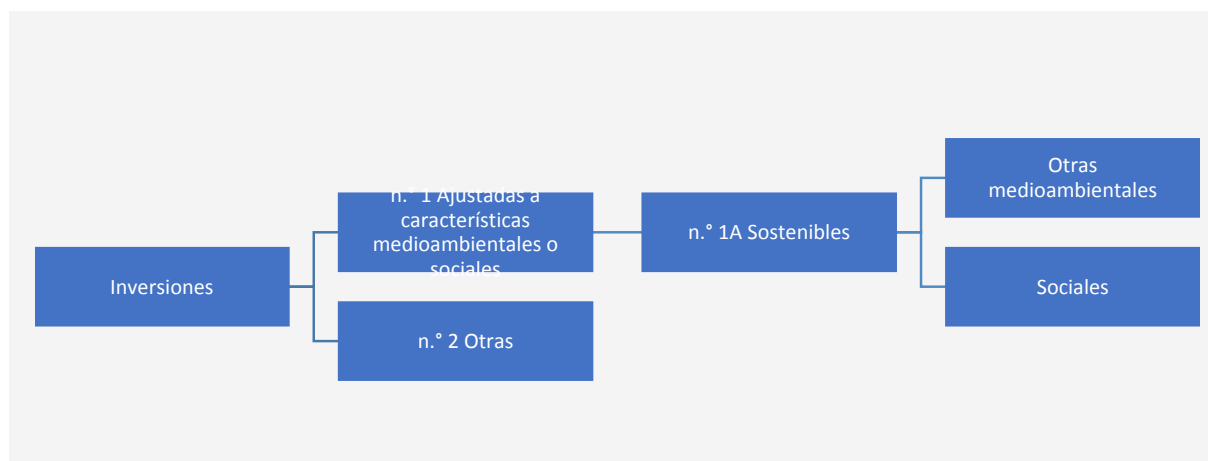 Inversiones
n.° 1 Ajustadas a
características
medioambientales o
sociales
n.° 2 Otras
n.° 1A Sostenibles
Otras
medioambientales
Sociales